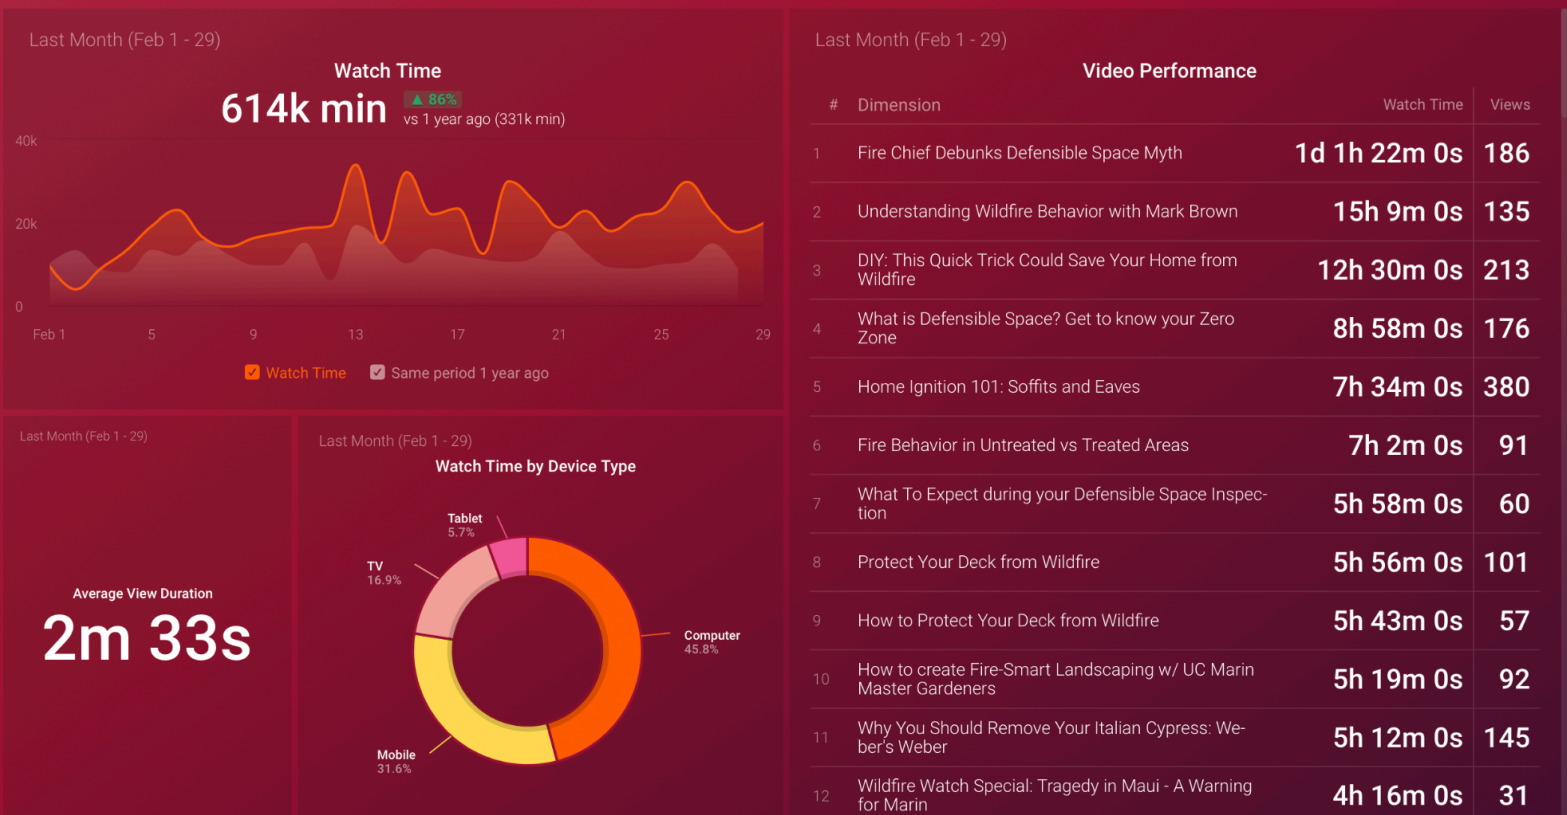 Last Month (Feb 1 - 29)
Watch Time
614k min
▲ 86%
vs 1 year ago (331k min)
40k
20k
0
Feb 1 5 9 13 17 21 25 29
Watch Time Same period 1 year ago
Last Month (Feb 1 - 29)
Average View Duration
2m 33s
Last Month (Feb 1 - 29)
Watch Time by Device Type
Tablet
5.7%
TV
16.9%
Computer
45.8%
Mobile
31.6%
Last Month (Feb 1 - 29)
Video Performance
# Dimension Watch Time Views
1 Fire Chief Debunks Defensible Space Myth 1d 1h 22m 0s 186
2 Understanding Wildfire Behavior with Mark Brown 15h 9m 0s 135
3 DIY: This Quick Trick Could Save Your Home from
Wildfire 12h 30m 0s 213
4 What is Defensible Space? Get to know your Zero
Zone 8h 58m 0s 176
5 Home Ignition 101: Soffits and Eaves 7h 34m 0s 380
6 Fire Behavior in Untreated vs Treated Areas 7h 2m 0s 91
7 What To Expect during your Defensible Space Inspec-
tion 5h 58m 0s 60
8 Protect Your Deck from Wildfire 5h 56m 0s 101
9 How to Protect Your Deck from Wildfire 5h 43m 0s 57
10 How to create Fire-Smart Landscaping w/ UC Marin
Master Gardeners 5h 19m 0s 92
11 Why You Should Remove Your Italian Cypress: We-
ber's Weber 5h 12m 0s 145
12 Wildfire Watch Special: Tragedy in Maui - A Warning
for Marin 4h 16m 0s 31